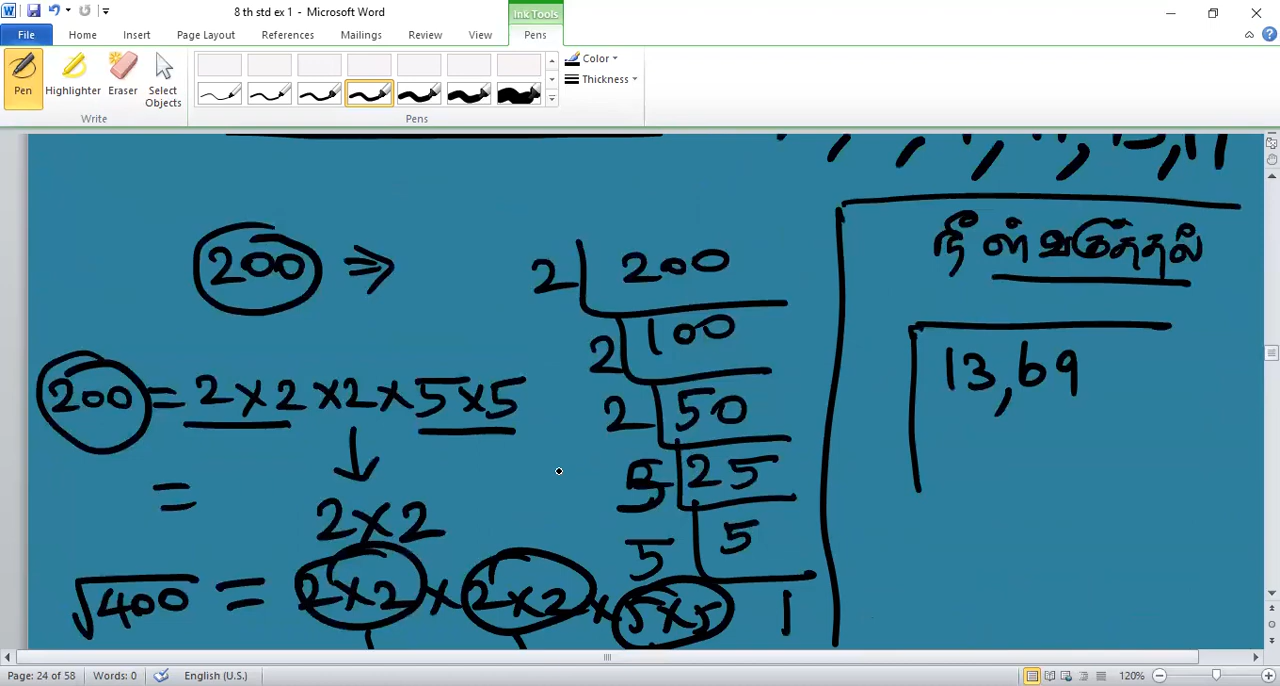 8 th std ex 1 - Microsoft Word
Ink Tools
File Home Insert Page Layout References Mailings Review View Pens
Pen Highlighter Eraser Select Objects
Color
Thickness
Write Pens
200 ⇒
2 200
2 100
2 50
5 25
5 5
1
200 = 2×2×2×5×5
=
2×2
√400 = 2×2×2×2×5×5
நீள் வகுத்தல்
13,69
Page: 24 of 58 Words: 0 English (U.S.) 120%